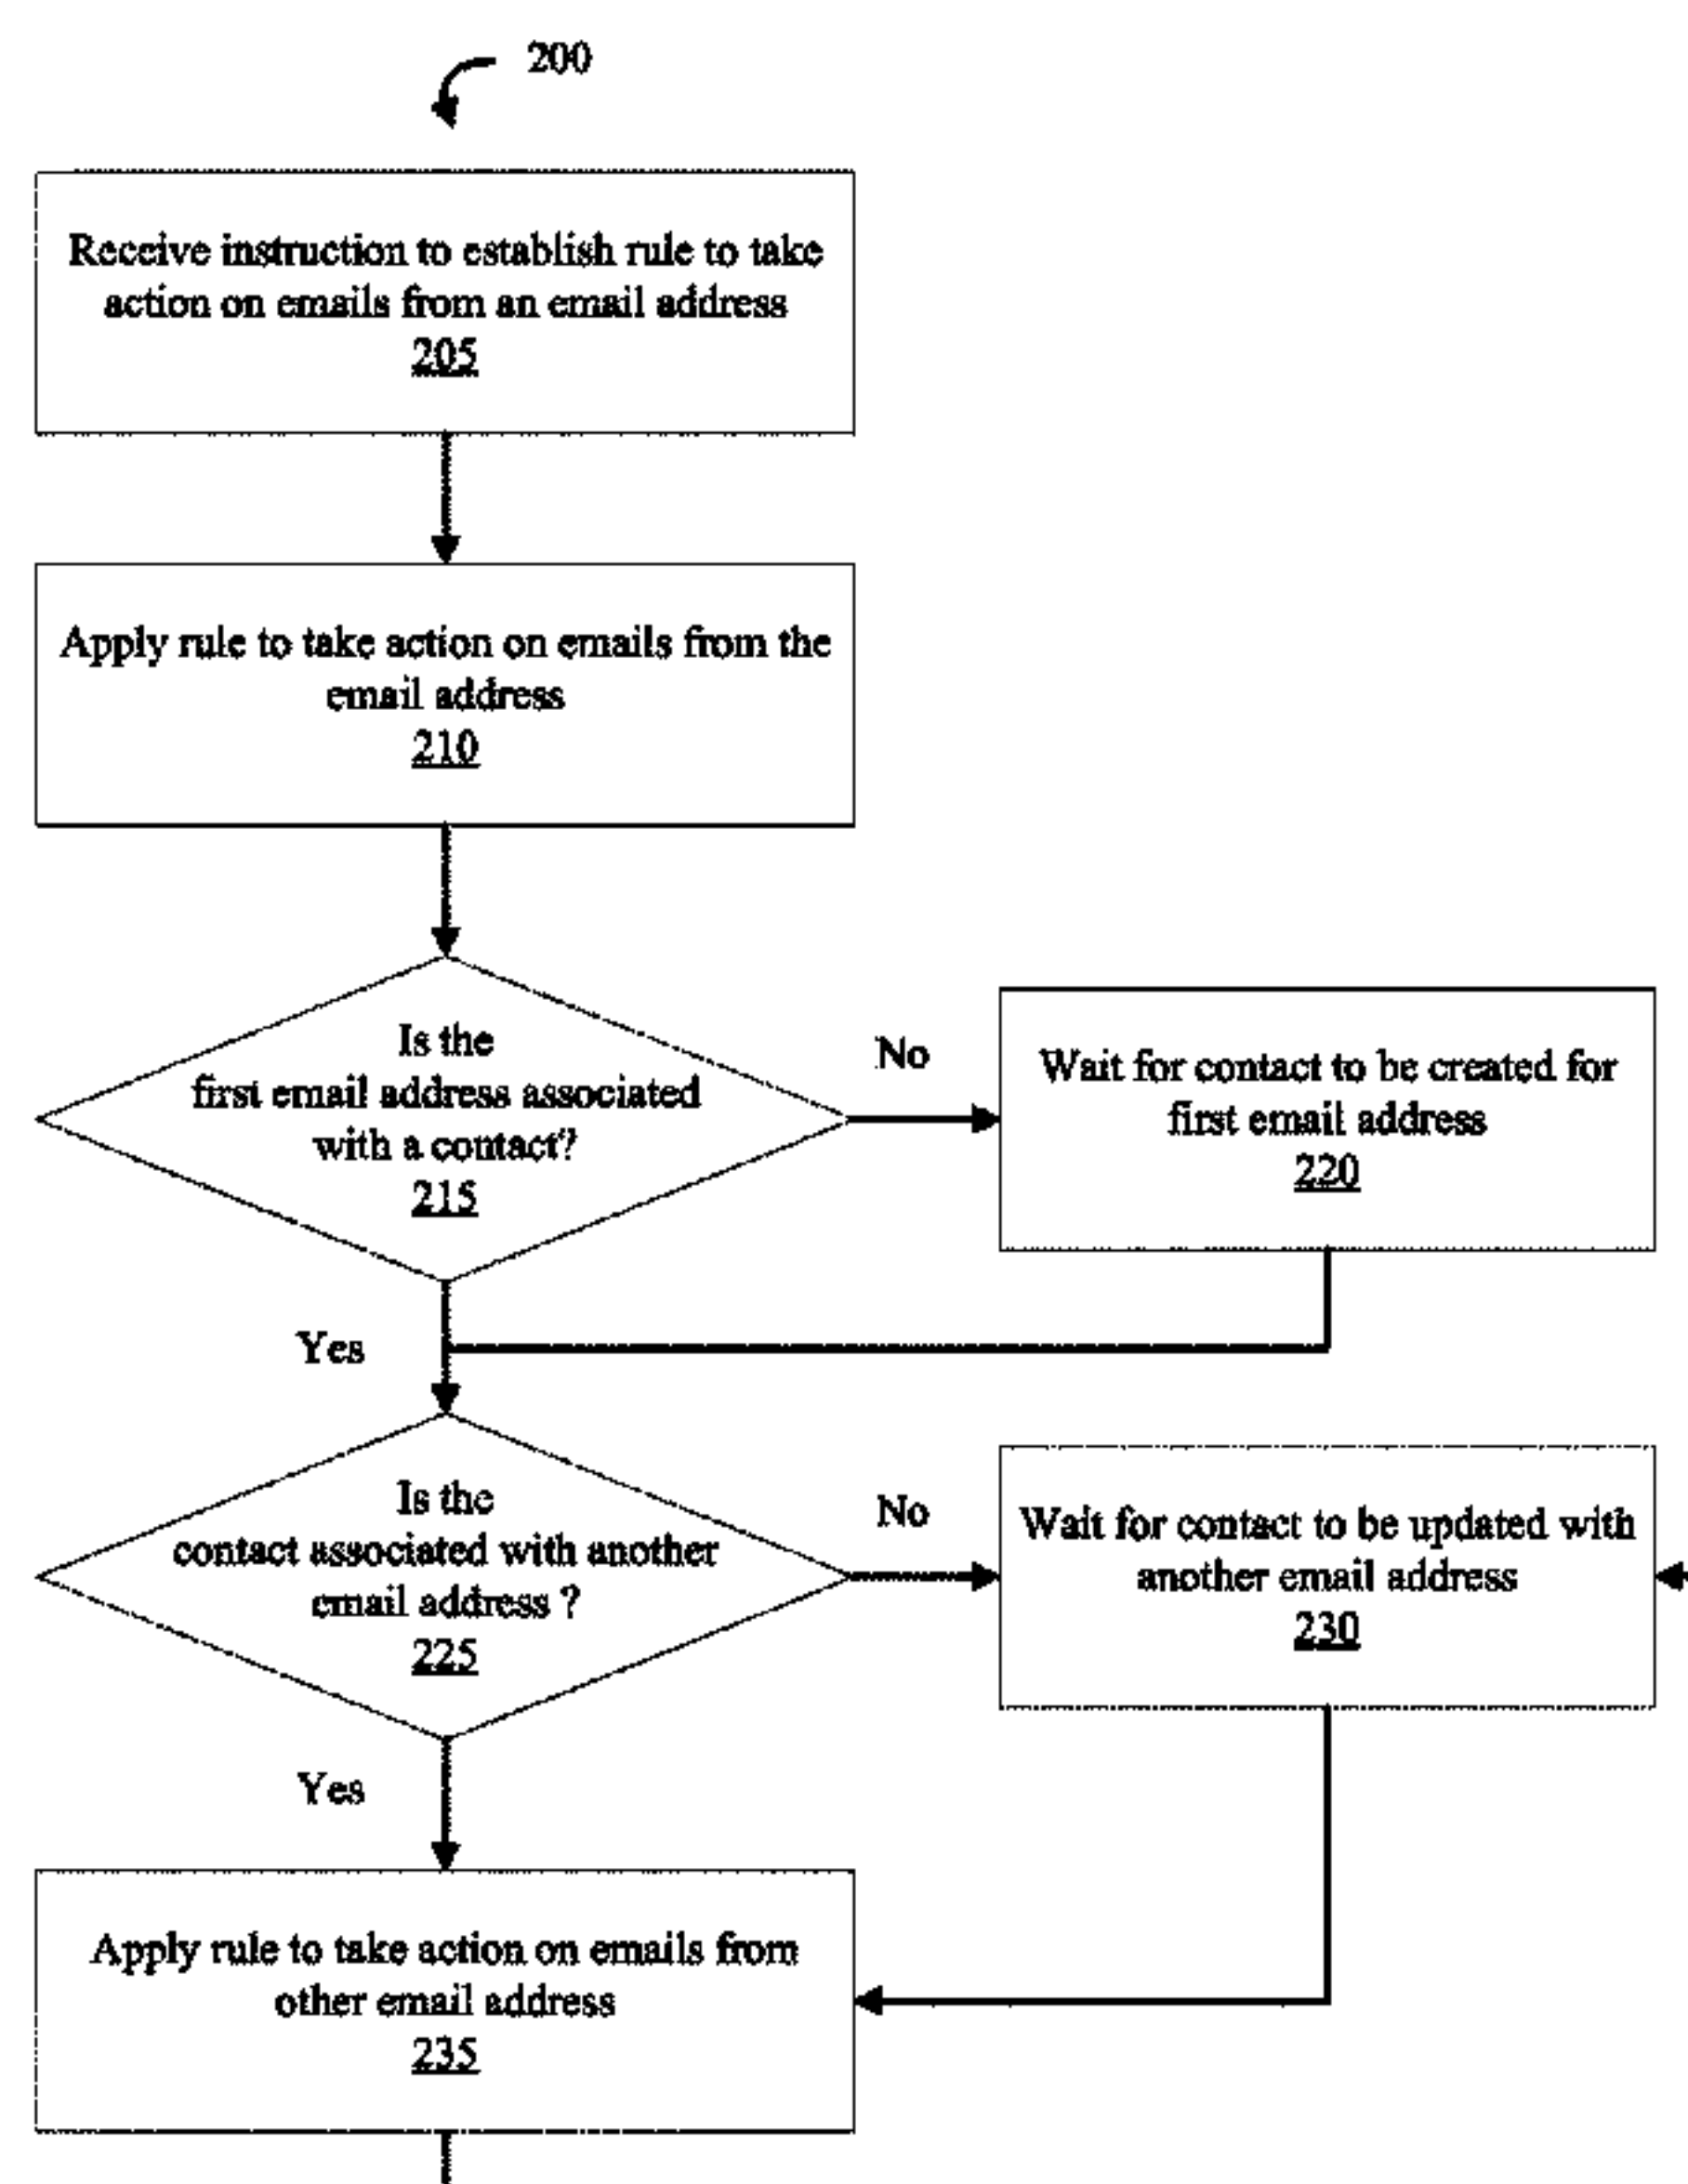 200
Receive instruction to establish rule to take
action on emails from an email address
205
Apply rule to take action on emails from the
email address
210
Is the
first email address associated
with a contact?
215
No
Wait for contact to be created for
first email address
220
Yes
Is the
contact associated with another
email address ?
225
No
Wait for contact to be updated with
another email address
230
Yes
Apply rule to take action on emails from
other email address
235